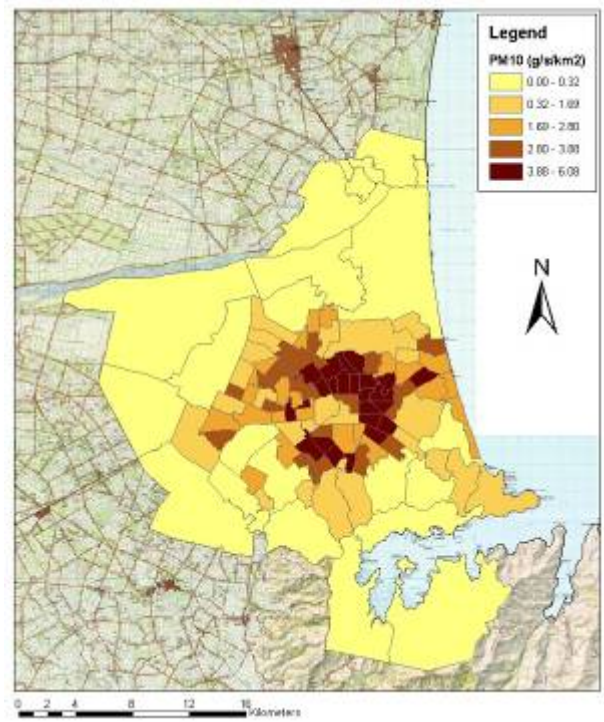 Legend
PM10 (g/s/km2)
0.00 - 0.32
0.32 - 1.69
1.69 - 2.80
2.80 - 3.88
3.88 - 6.08
N
0 2 4 8 12 16
Kilometers